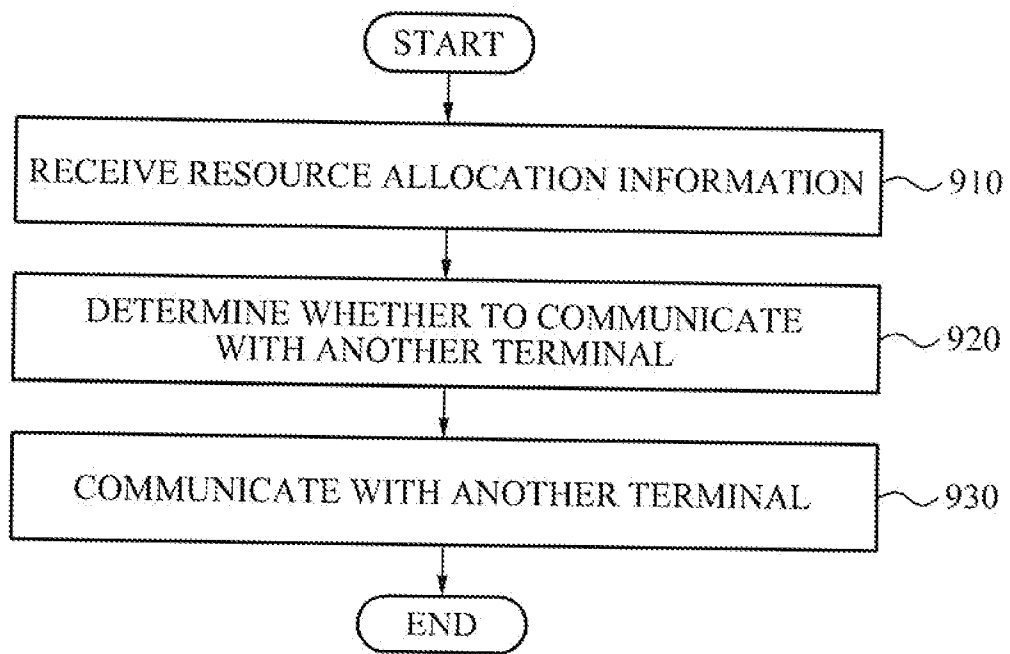 START
RECEIVE RESOURCE ALLOCATION INFORMATION 910
DETERMINE WHETHER TO COMMUNICATE
WITH ANOTHER TERMINAL 920
COMMUNICATE WITH ANOTHER TERMINAL 930
END